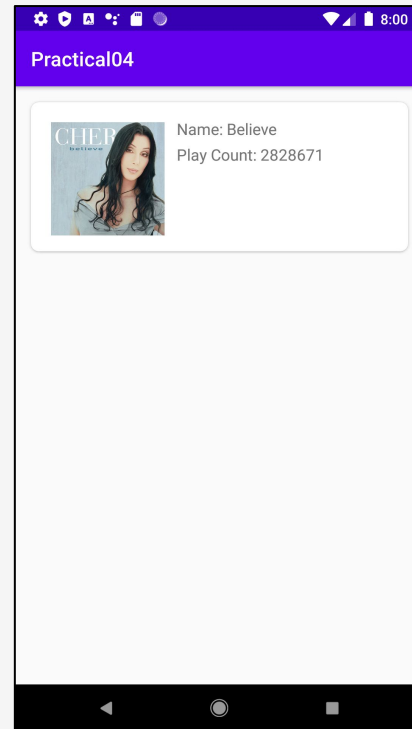 8:00
Practical04
CHER
believe
Name: Believe
Play Count: 2828671